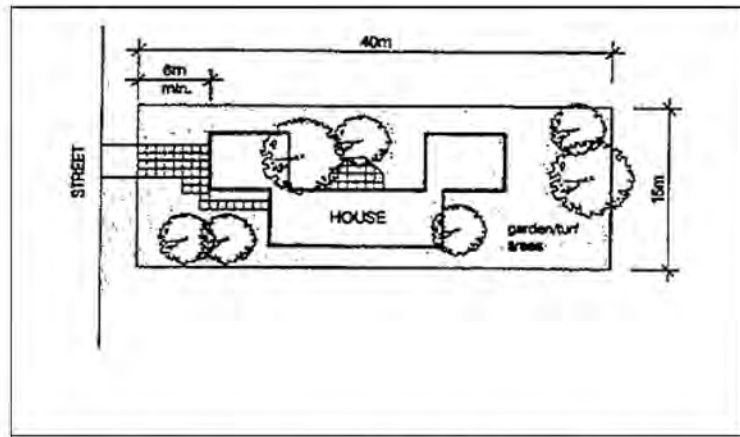 40m
6m
min.
STREET
HOUSE
15m
garden/turf
areas